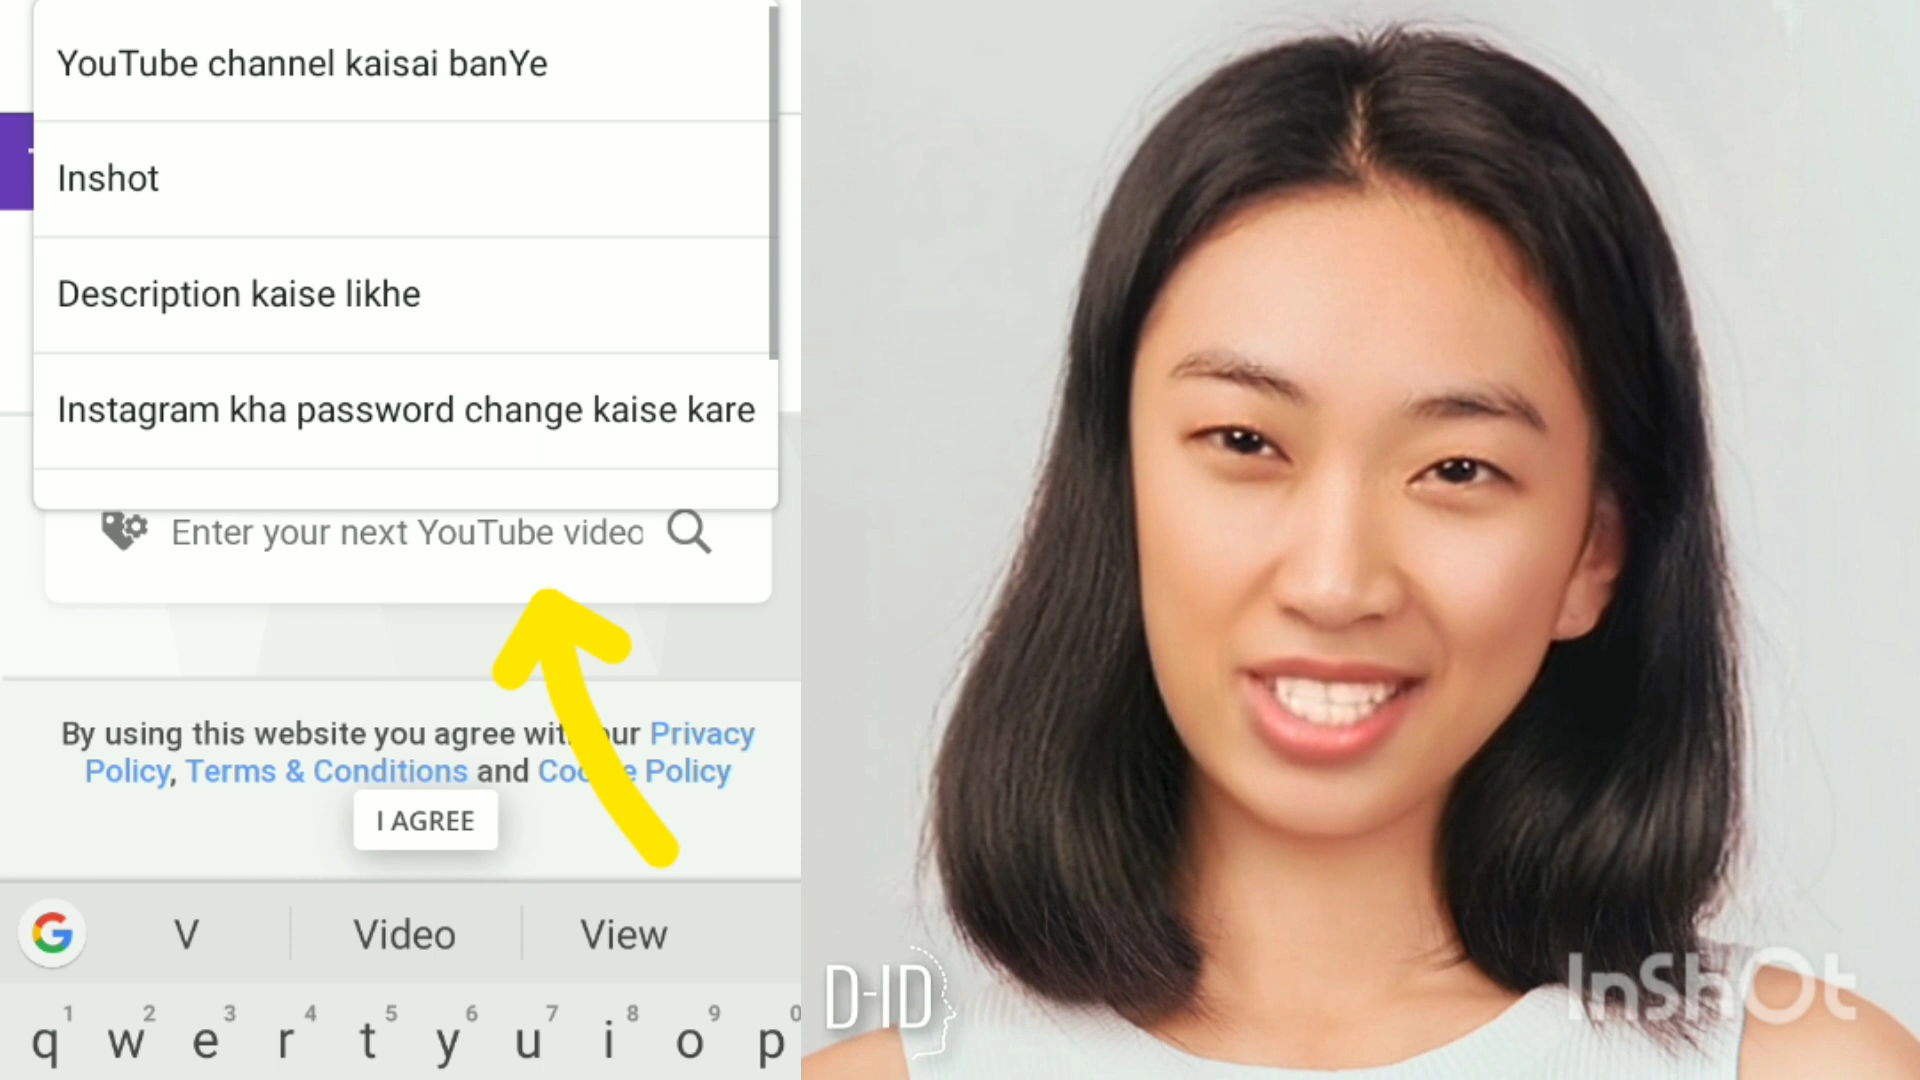 YouTube channel kaisai banYe
Inshot
Description kaise likhe
Instagram kha password change kaise kare
Enter your next YouTube video
By using this website you agree with our Privacy
Policy, Terms & Conditions and Cookie Policy
I AGREE
V Video View
1 2 3 4 5 6 7 8 9 0
q w e r t y u i o p
D-ID
InShOt